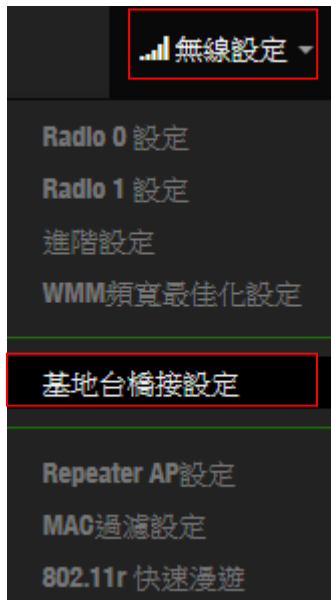 無線設定
Radio 0 設定
Radio 1 設定
進階設定
WMM頻寬最佳化設定
基地台橋接設定
Repeater AP設定
MAC過濾設定
802.11r 快速漫遊